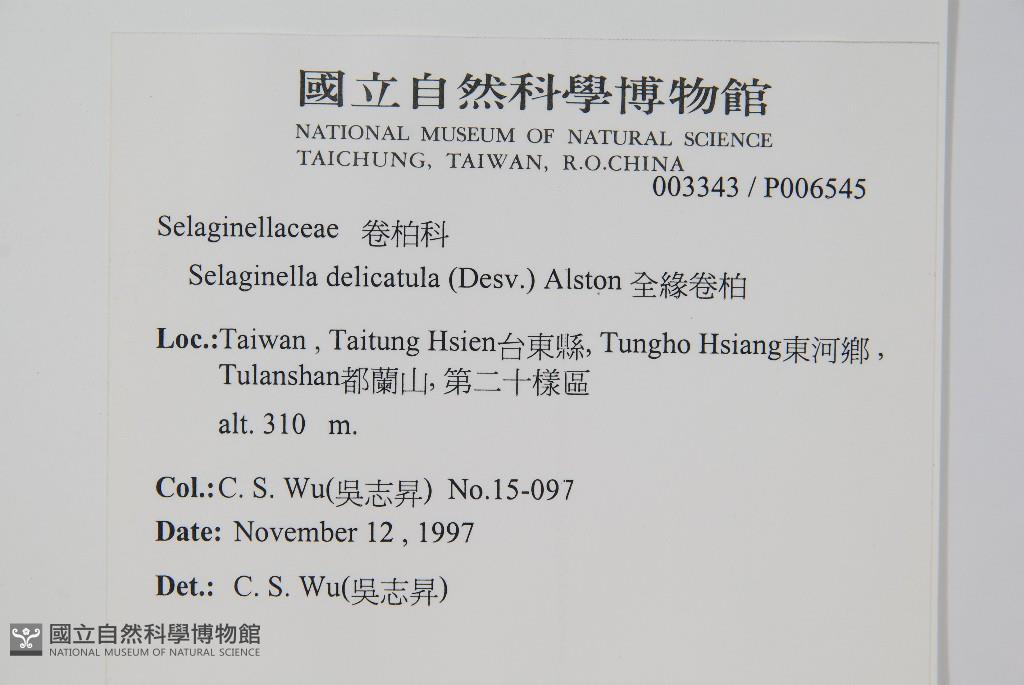 國立自然科學博物館
NATIONAL MUSEUM OF NATURAL SCIENCE
TAICHUNG, TAIWAN, R.O.CHINA
003343 / P006545
Selaginellaceae 卷柏科
Selaginella delicatula (Desv.) Alston 全緣卷柏
Loc.:Taiwan , Taitung Hsien台東縣, Tungho Hsiang東河鄉 ,
Tulanshan都蘭山, 第二十樣區
alt. 310 m.
Col.: C. S. Wu(吳志昇) No.15-097
Date: November 12 , 1997
Det.: C. S. Wu(吳志昇)
國立自然科學博物館
NATIONAL MUSEUM OF NATURAL SCIENCE